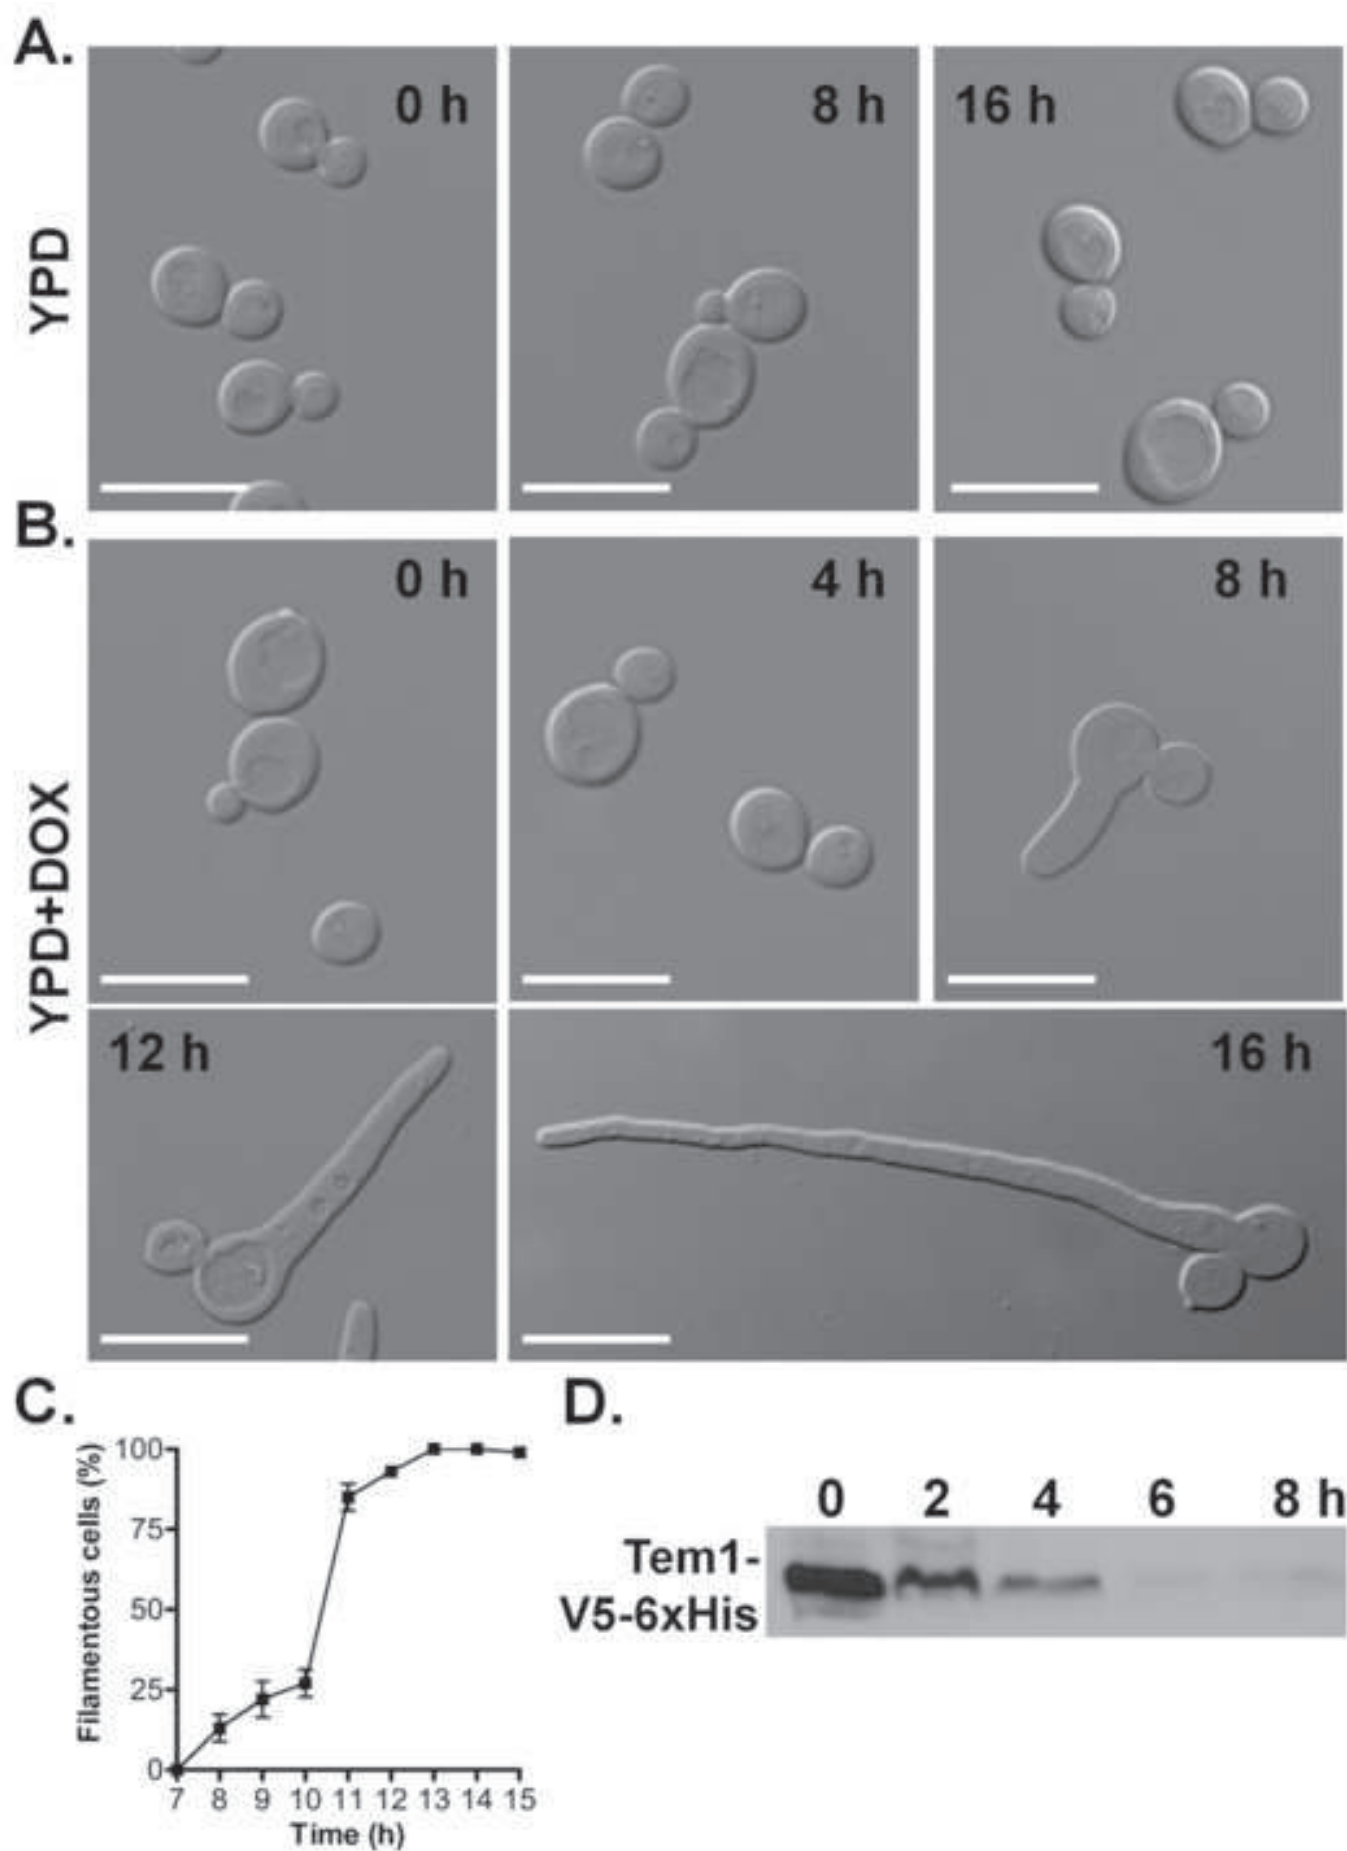 A.
YPD
0 h
8 h
16 h
B.
YPD+DOX
0 h
4 h
8 h
12 h
16 h
C.
Filamentous cells (%)
100
75
50
25
0
7 8 9 10 11 12 13 14 15
Time (h)
D.
0 2 4 6 8 h
Tem1-
V5-6xHis